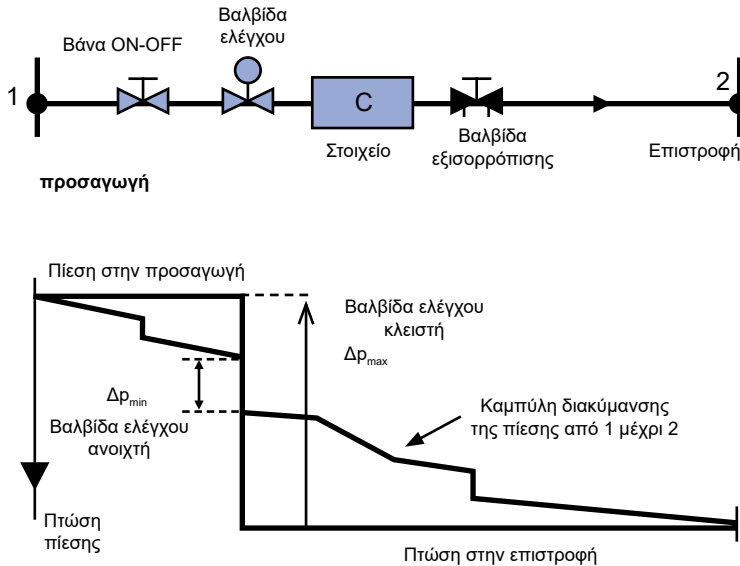 Βαλβίδα
ελέγχου
Βάνα ON-OFF
1
2
C
Στοιχείο
Βαλβίδα
εξισορρόπισης
Επιστροφή
προσαγωγή
Πίεση στην προσαγωγή
Βαλβίδα ελέγχου
κλειστή
Δpmax
Δpmin
Βαλβίδα ελέγχου
ανοιχτή
Καμπύλη διακύμανσης
της πίεσης από 1 μέχρι 2
Πτώση
πίεσης
Πτώση στην επιστροφή